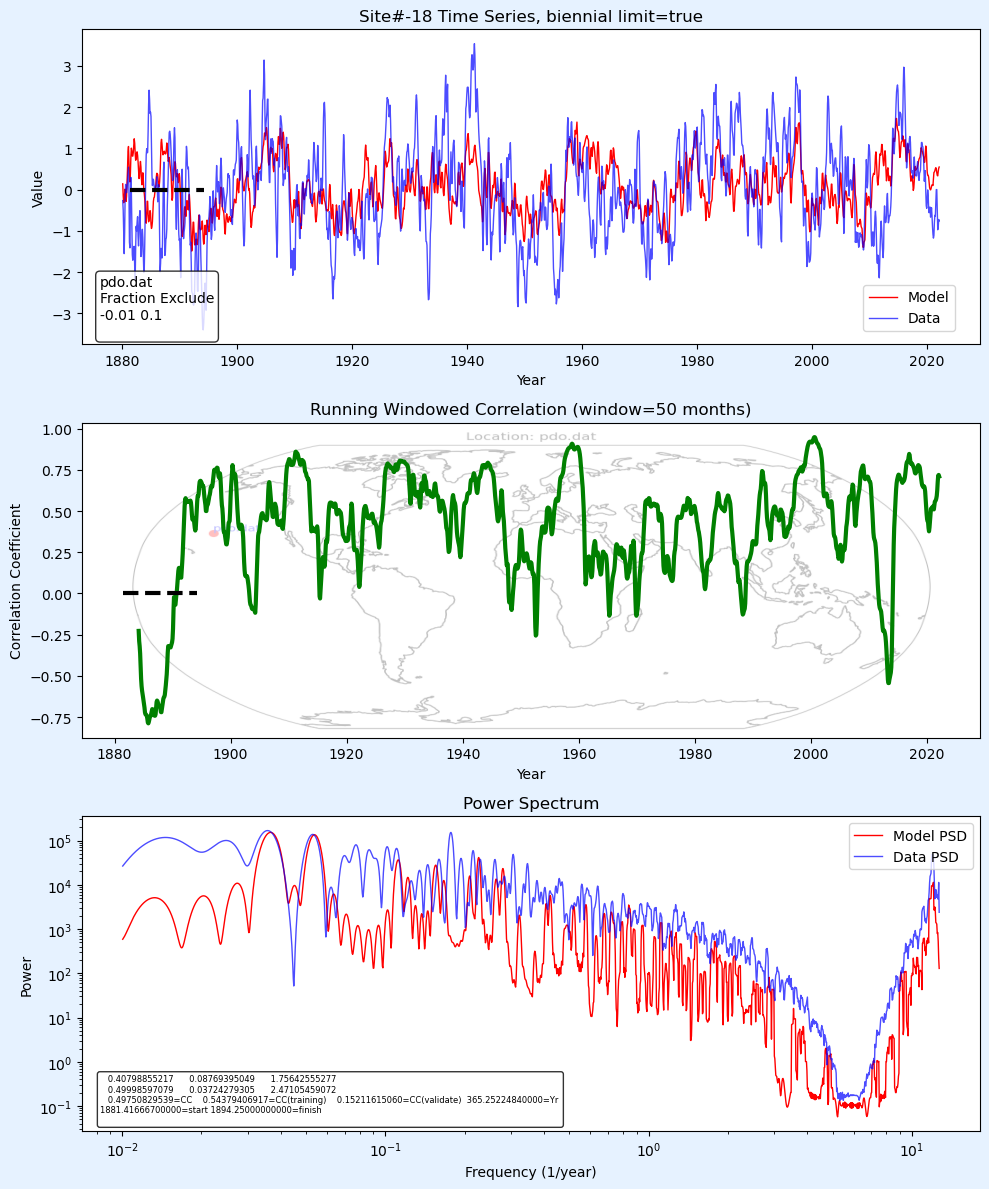 Site#-18 Time Series, biennial limit=true
Value
3
2
1
0
−1
−2
−3
pdo.dat
Fraction Exclude
-0.01 0.1
Model
Data
1880 1900 1920 1940 1960 1980 2000 2020
Year
Running Windowed Correlation (window=50 months)
Location: pdo.dat
Correlation Coefficient
1.00
0.75
0.50
0.25
0.00
−0.25
−0.50
−0.75
1880 1900 1920 1940 1960 1980 2000 2020
Year
Power Spectrum
Model PSD
Data PSD
Power
10⁵
10⁴
10³
10²
10¹
10⁰
10⁻¹
0.40798855217 0.08769395049 1.75642555277
0.49998597079 0.03724279305 2.47105459072
0.49750829539=CC 0.54379406917=CC(training) 0.15211615060=CC(validate) 365.25224840000=Yr
1881.41666700000=start 1894.25000000000=finish
10⁻² 10⁻¹ 10⁰ 10¹
Frequency (1/year)